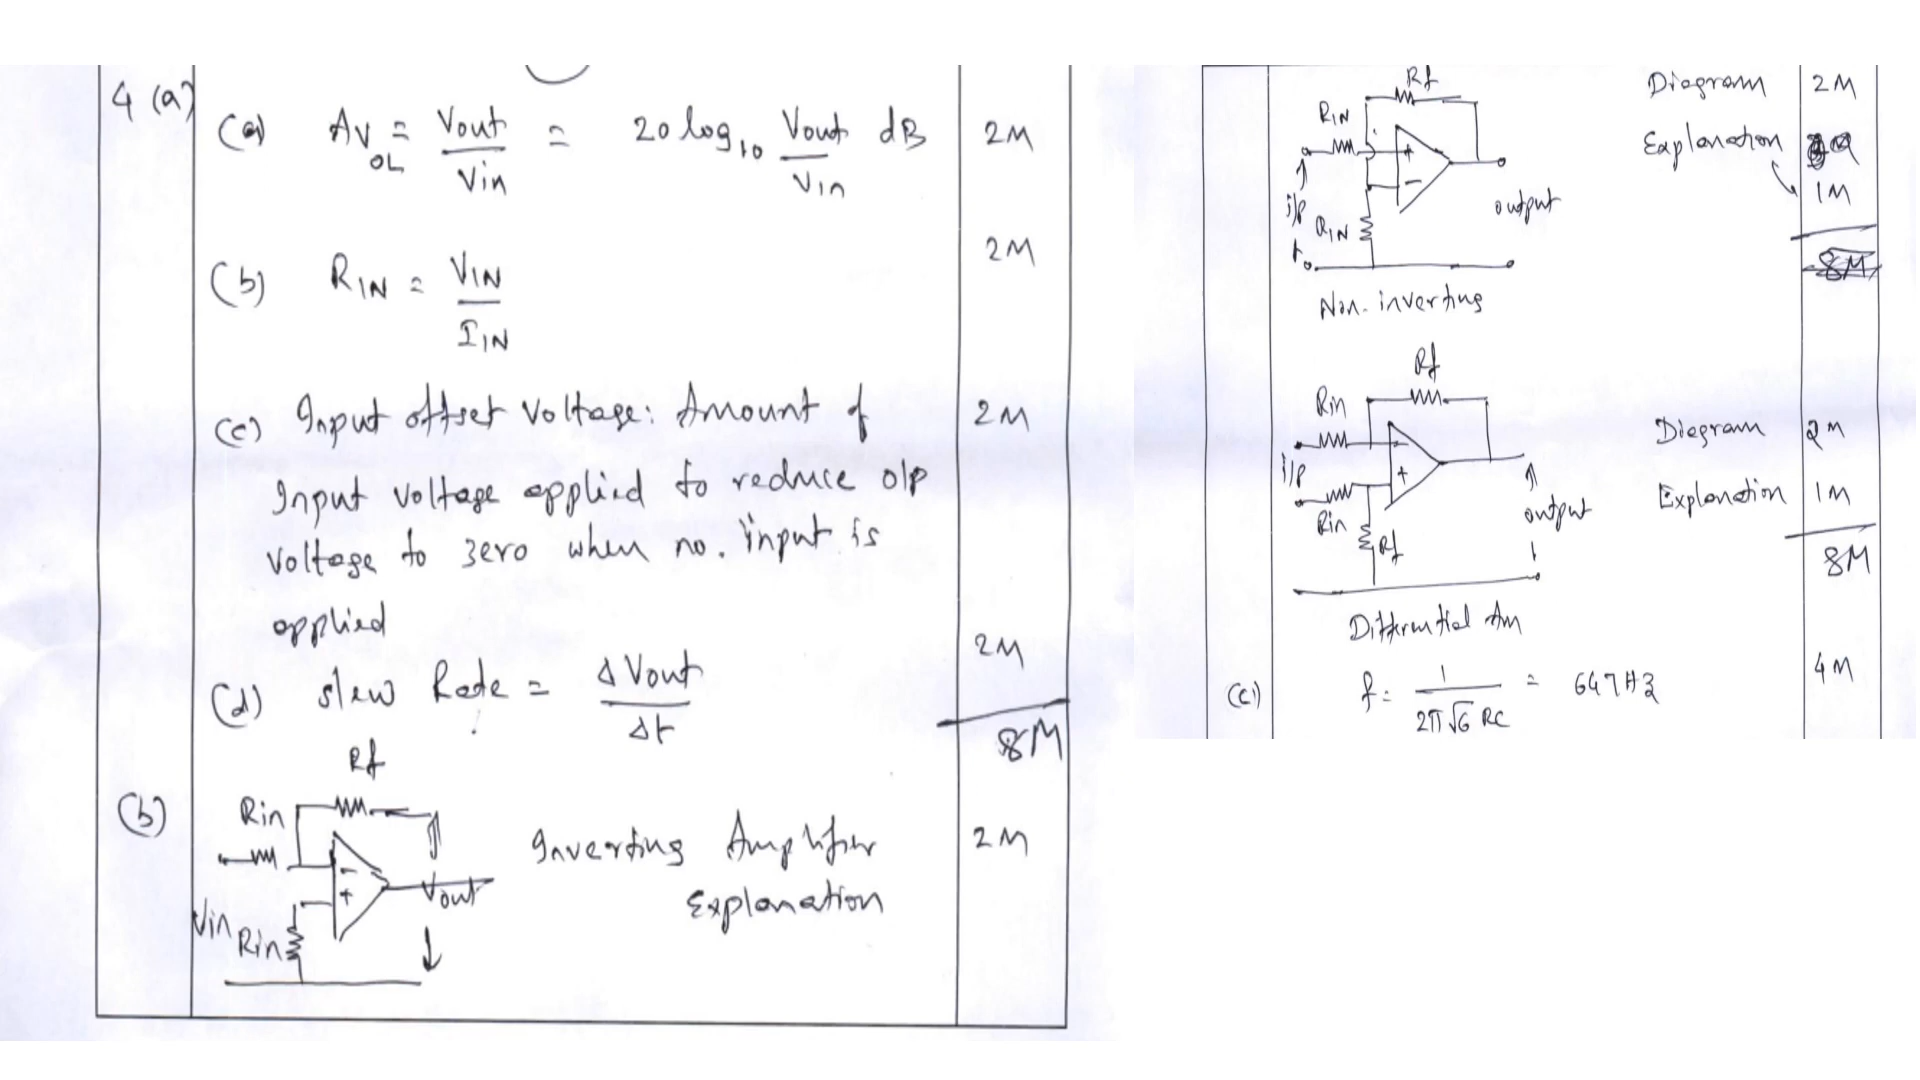 4 (a)
(a) Av OL = Vout / Vin = 20 log10 Vout / Vin dB 2M
(b) RIN = VIN / IIN 2M
(c) Input offset Voltage: Amount of 2M
Input voltage applied to reduce o/p
voltage to zero when no. input is
applied
(d) slew Rate = ΔVout / Δt 2M
8M
(b)
Rf
Rin
-
+
Vout
Vin
Rin
Inverting Amplifier 2M
Explanation
Rf
RIN
+
-
i/p
RIN
output
Non-inverting
Diagram 2M
Explanation
1M
8M
Rf
Rin
-
+
i/p
Rin
Rf
output
Differential Am
Diagram 2M
Explanation 1M
8M
(c) f = 1 / 2π√6 RC = 647Hz 4M